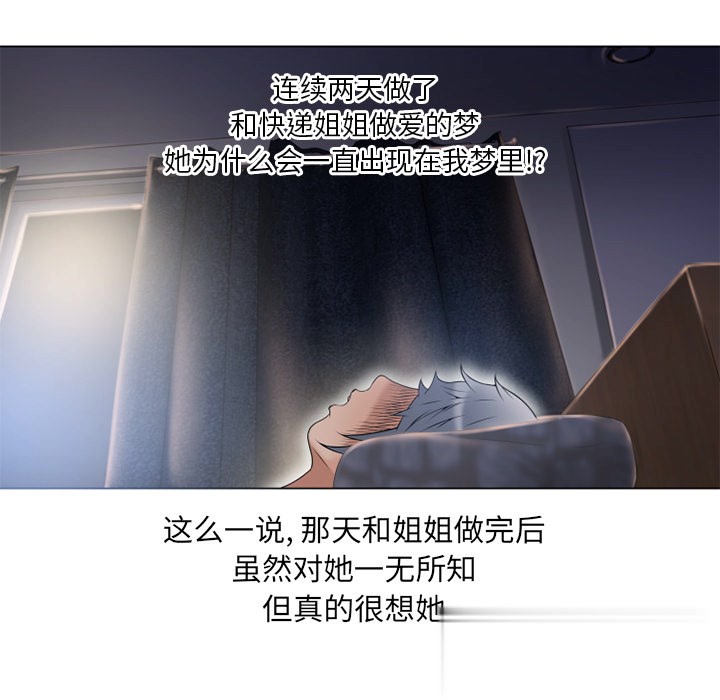 连续两天做了
和快递姐姐做爱的梦
她为什么会一直出现在我梦里!?
这么一说, 那天和姐姐做完后
虽然对她一无所知
但真的很想她